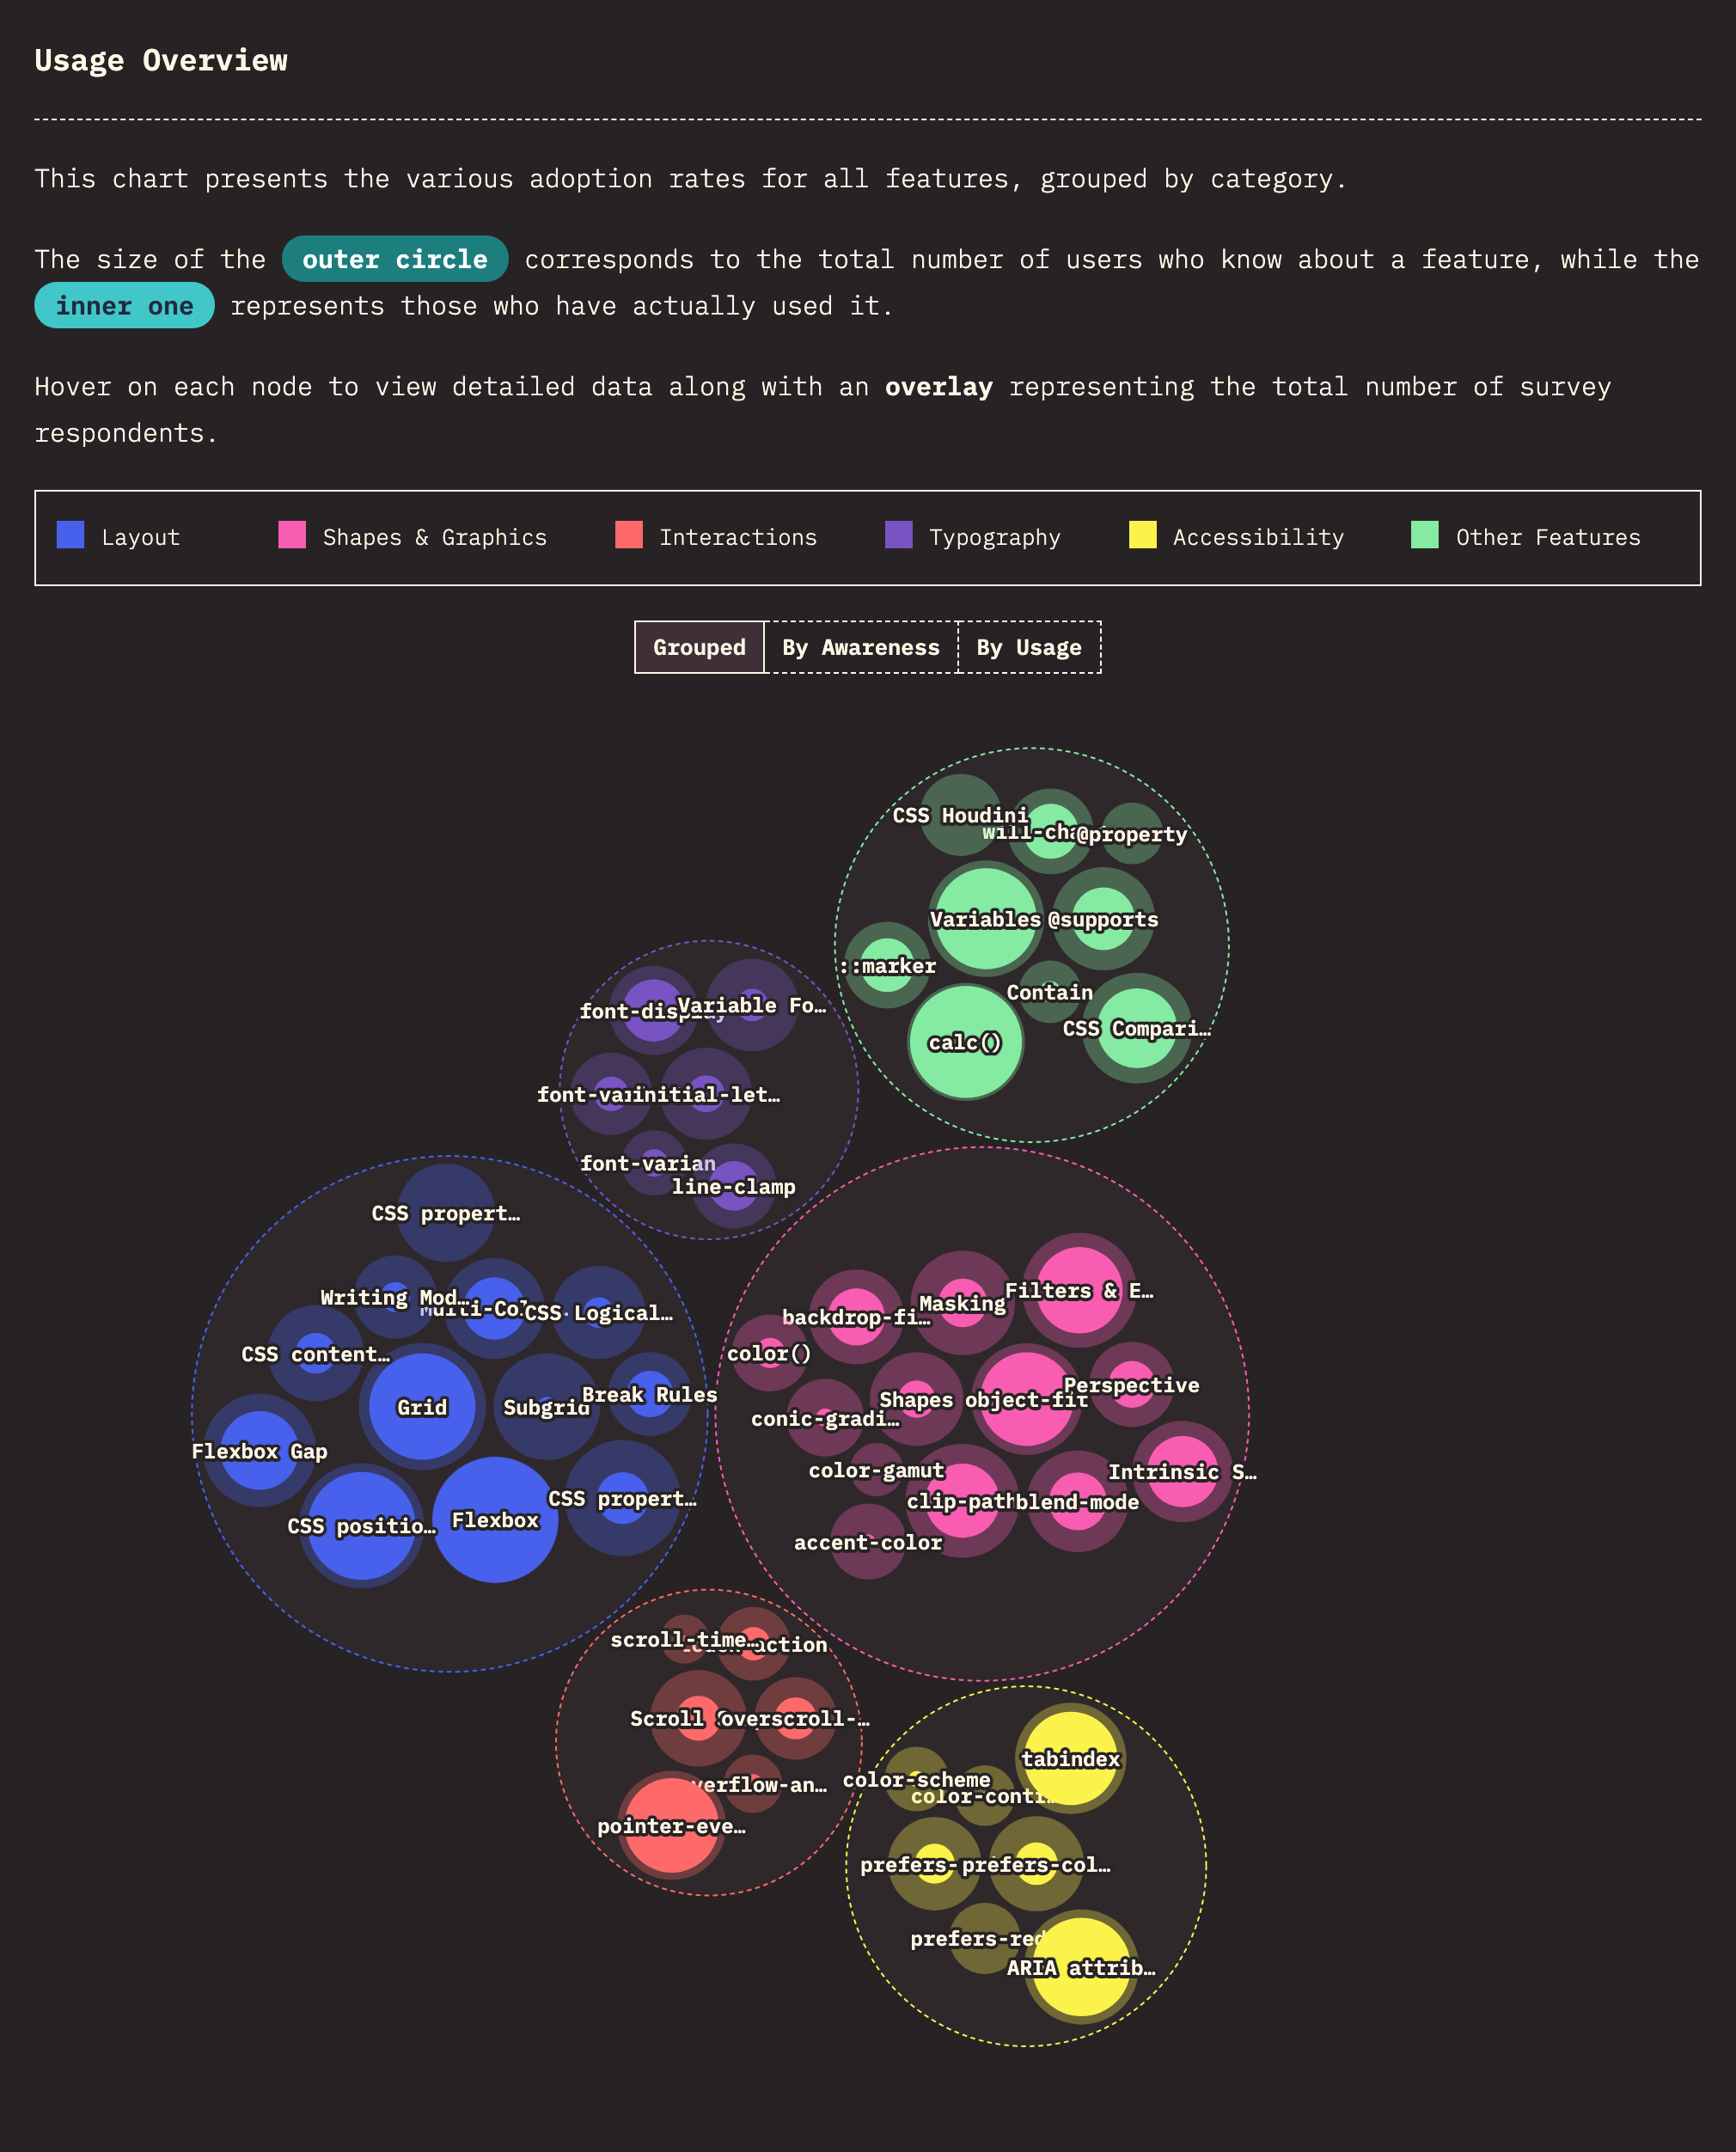 Usage Overview
This chart presents the various adoption rates for all features, grouped by category.
The size of the outer circle corresponds to the total number of users who know about a feature, while the
inner one represents those who have actually used it.
Hover on each node to view detailed data along with an overlay representing the total number of survey
respondents.
Layout
Shapes & Graphics
Interactions
Typography
Accessibility
Other Features
Grouped
By Awareness
By Usage
CSS Houdini
will-cha
@property
Variables
@supports
::marker
Contain
CSS Compari…
calc()
font-display
Variable Fo…
font-var
initial-let…
font-varian
line-clamp
CSS propert…
Writing Mod…
Multi-Col
CSS Logical…
CSS content…
Grid
Subgrid
Break Rules
Flexbox Gap
CSS positio…
Flexbox
CSS propert…
Filters & E…
Masking
backdrop-fi…
color()
Shapes
object-fit
Perspective
conic-gradi…
color-gamut
Intrinsic S…
clip-path
blend-mode
accent-color
scroll-time…
action
Scroll
overscroll-…
verflow-an…
pointer-eve…
tabindex
color-scheme
color-contr…
prefers-
prefers-col…
prefers-red
ARIA attrib…